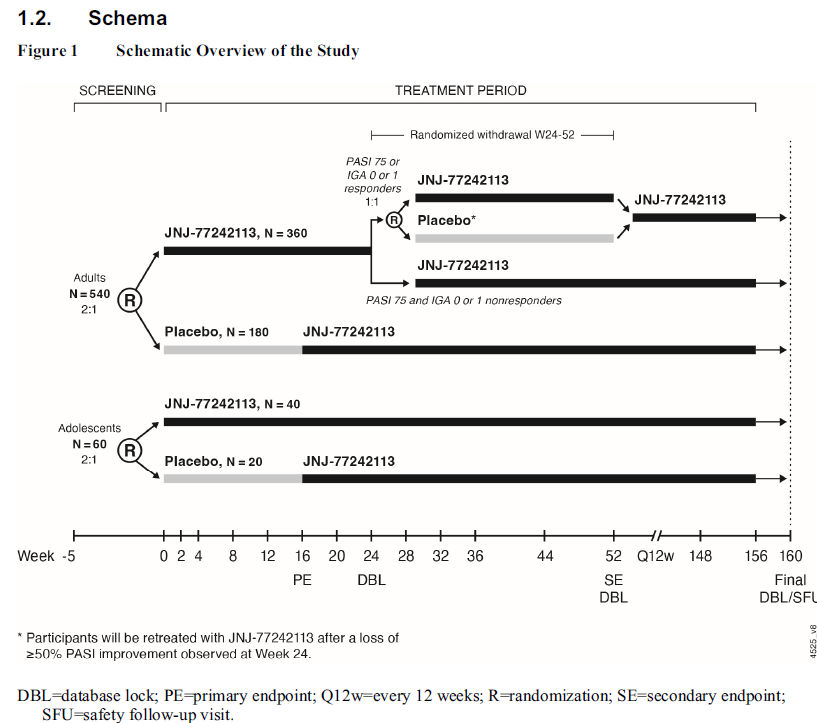 1.2. Schema
Figure 1 Schematic Overview of the Study
SCREENING
TREATMENT PERIOD
Randomized withdrawal W24-52
PASI 75 or
IGA 0 or 1
responders
1:1
R
JNJ-77242113
Placebo*
JNJ-77242113
JNJ-77242113, N = 360
JNJ-77242113
PASI 75 and IGA 0 or 1 nonresponders
Adults
N = 540
2:1
R
Placebo, N = 180
JNJ-77242113
JNJ-77242113, N = 40
Adolescents
N = 60
2:1
R
Placebo, N = 20
JNJ-77242113
Week -5 0 2 4 8 12 16 20 24 28 32 36 44 52 Q12w 148 156 160
PE DBL SE Final
DBL DBL/SFU
* Participants will be retreated with JNJ-77242113 after a loss of
≥50% PASI improvement observed at Week 24.
4525_v8
DBL=database lock; PE=primary endpoint; Q12w=every 12 weeks; R=randomization; SE=secondary endpoint;
SFU=safety follow-up visit.